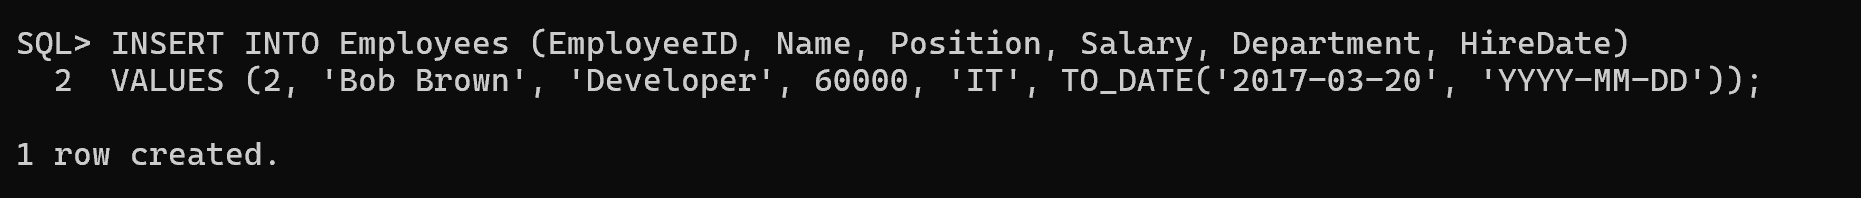 SQL> INSERT INTO Employees (EmployeeID, Name, Position, Salary, Department, HireDate)
  2  VALUES (2, 'Bob Brown', 'Developer', 60000, 'IT', TO_DATE('2017-03-20', 'YYYY-MM-DD'));
1 row created.